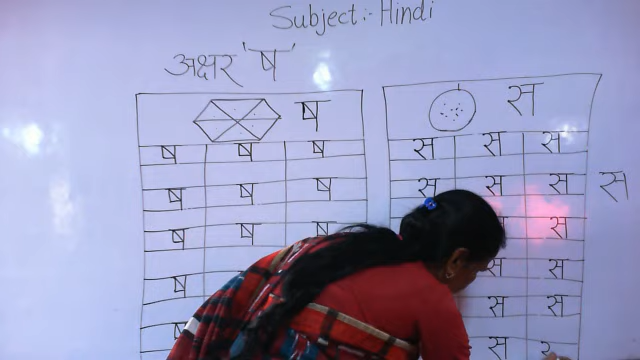 Subject:- Hindi
अक्षर 'ष'
ष स
ष ष ष स स स
ष ष ष स स स स
ष ष ष स
ष स स
स स
स